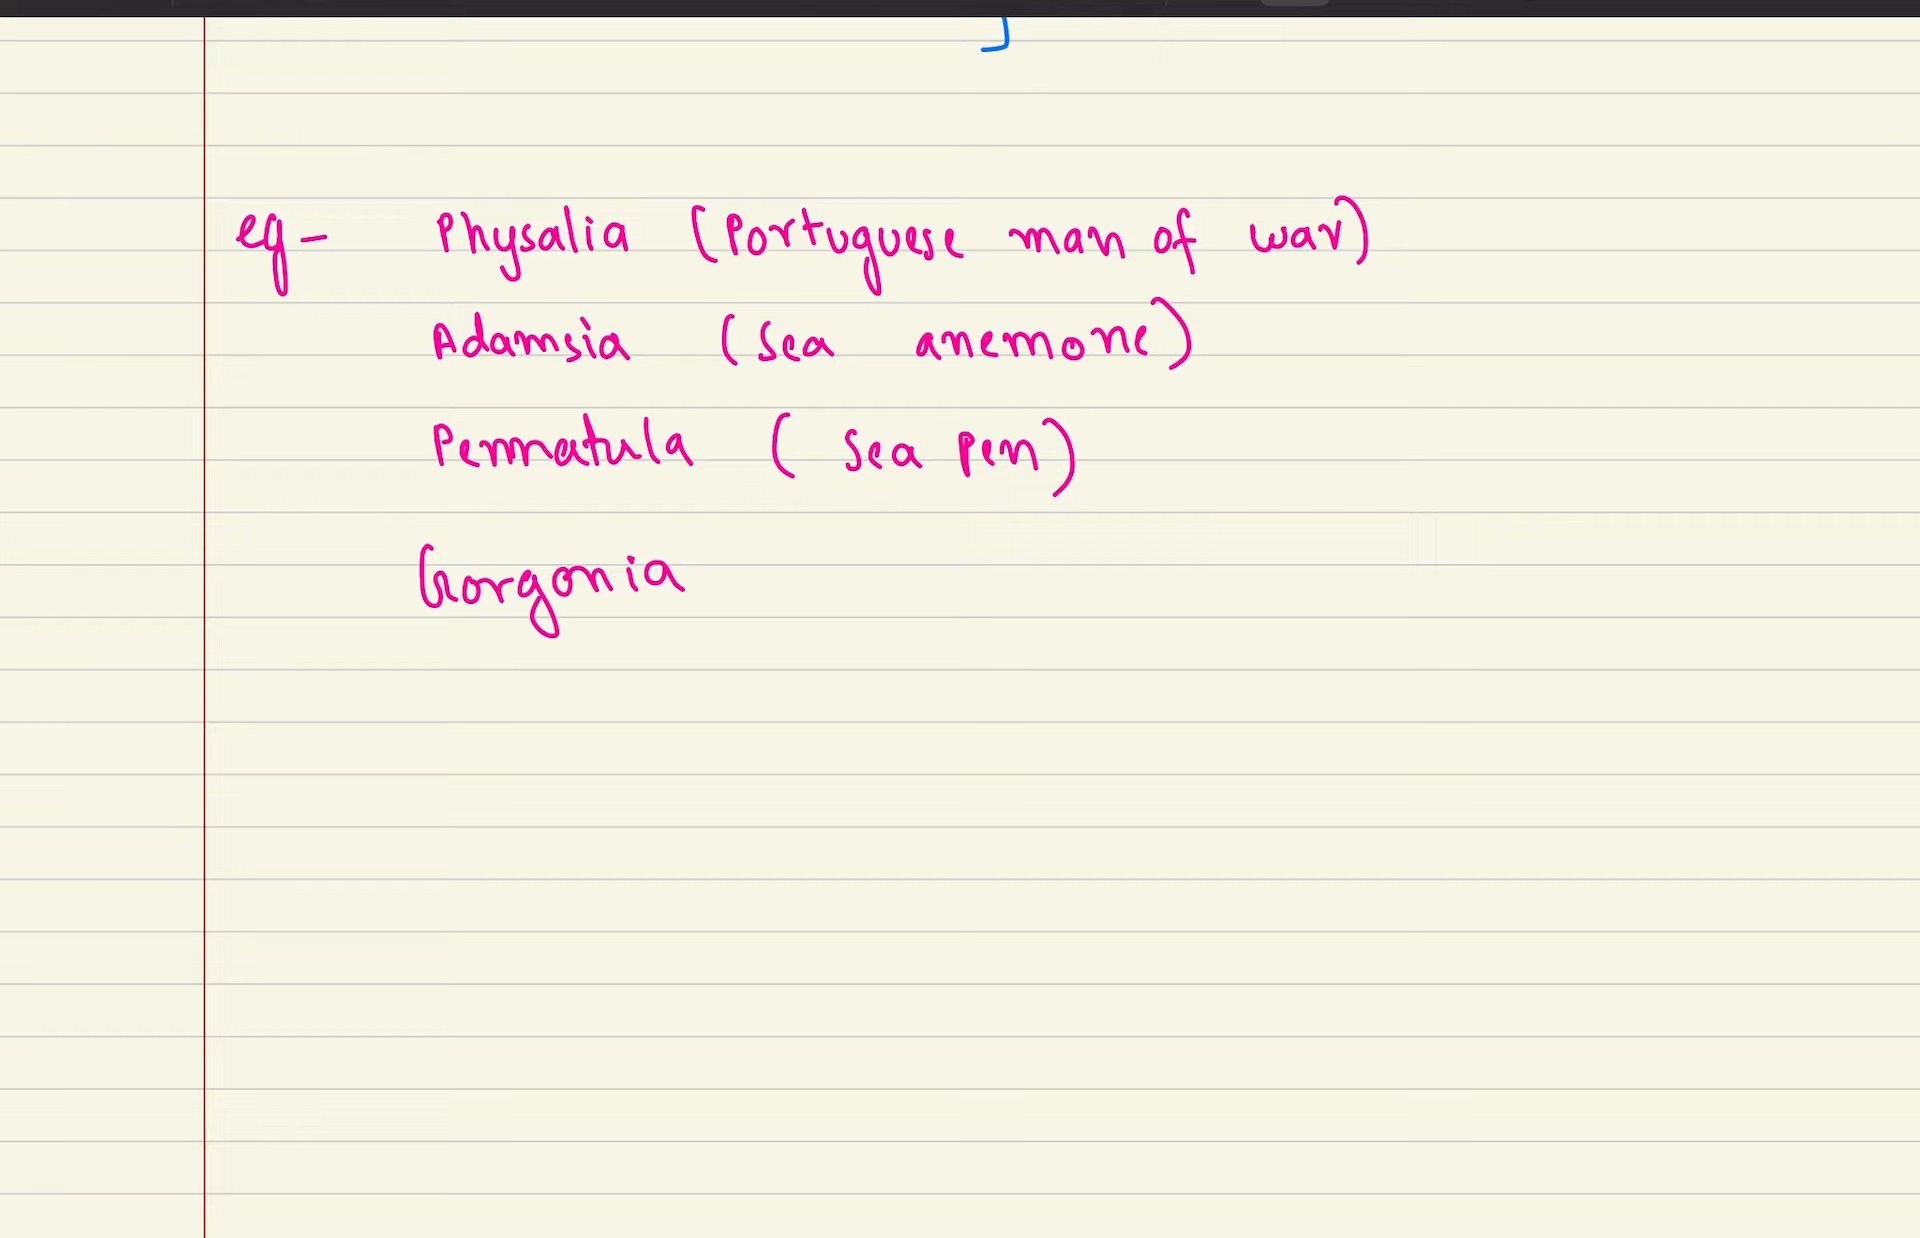 eg - Physalia (Portuguese man of war)
Adamsia (Sea anemone)
Pennatula (Sea pen)
Gorgonia